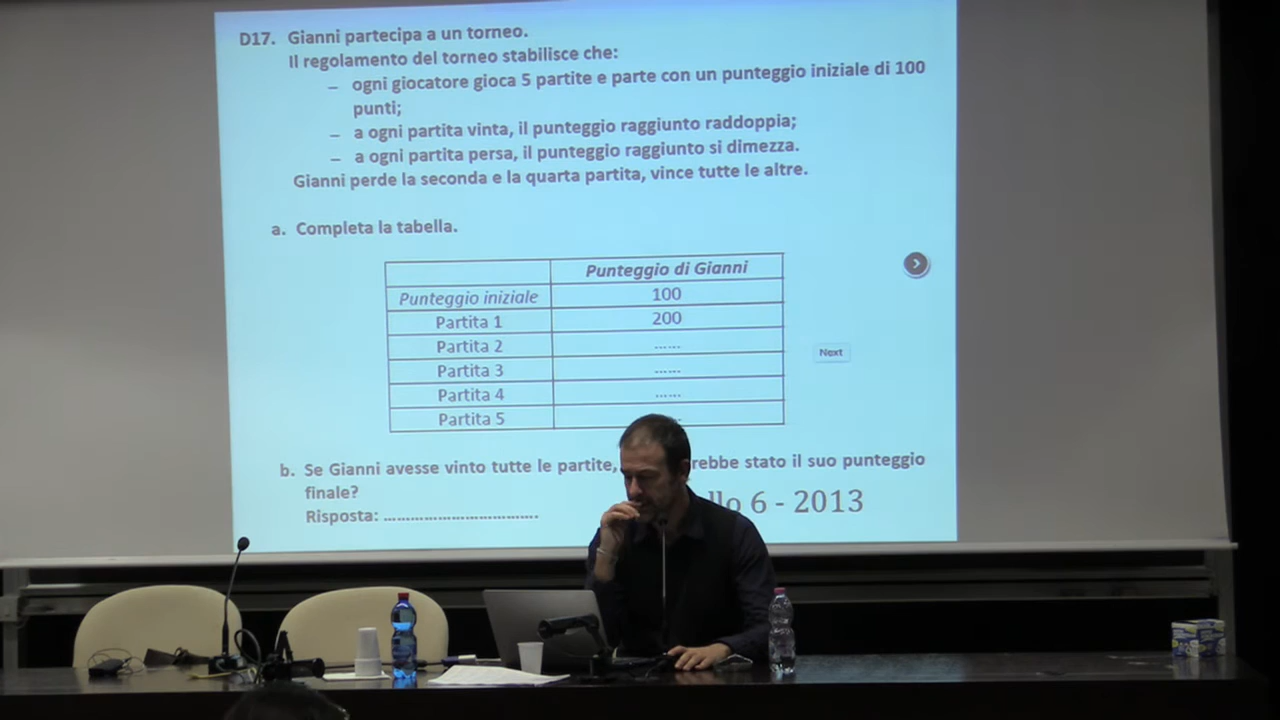 D17. Gianni partecipa a un torneo.
Il regolamento del torneo stabilisce che:
– ogni giocatore gioca 5 partite e parte con un punteggio iniziale di 100
punti;
– a ogni partita vinta, il punteggio raggiunto raddoppia;
– a ogni partita persa, il punteggio raggiunto si dimezza.
Gianni perde la seconda e la quarta partita, vince tutte le altre.
a. Completa la tabella.
Punteggio di Gianni
Punteggio iniziale 100
Partita 1 200
Partita 2 ......
Partita 3 ......
Partita 4 ......
Partita 5
Next
b. Se Gianni avesse vinto tutte le partite, stato il suo punteggio
finale?
Risposta: ................................
6 - 2013